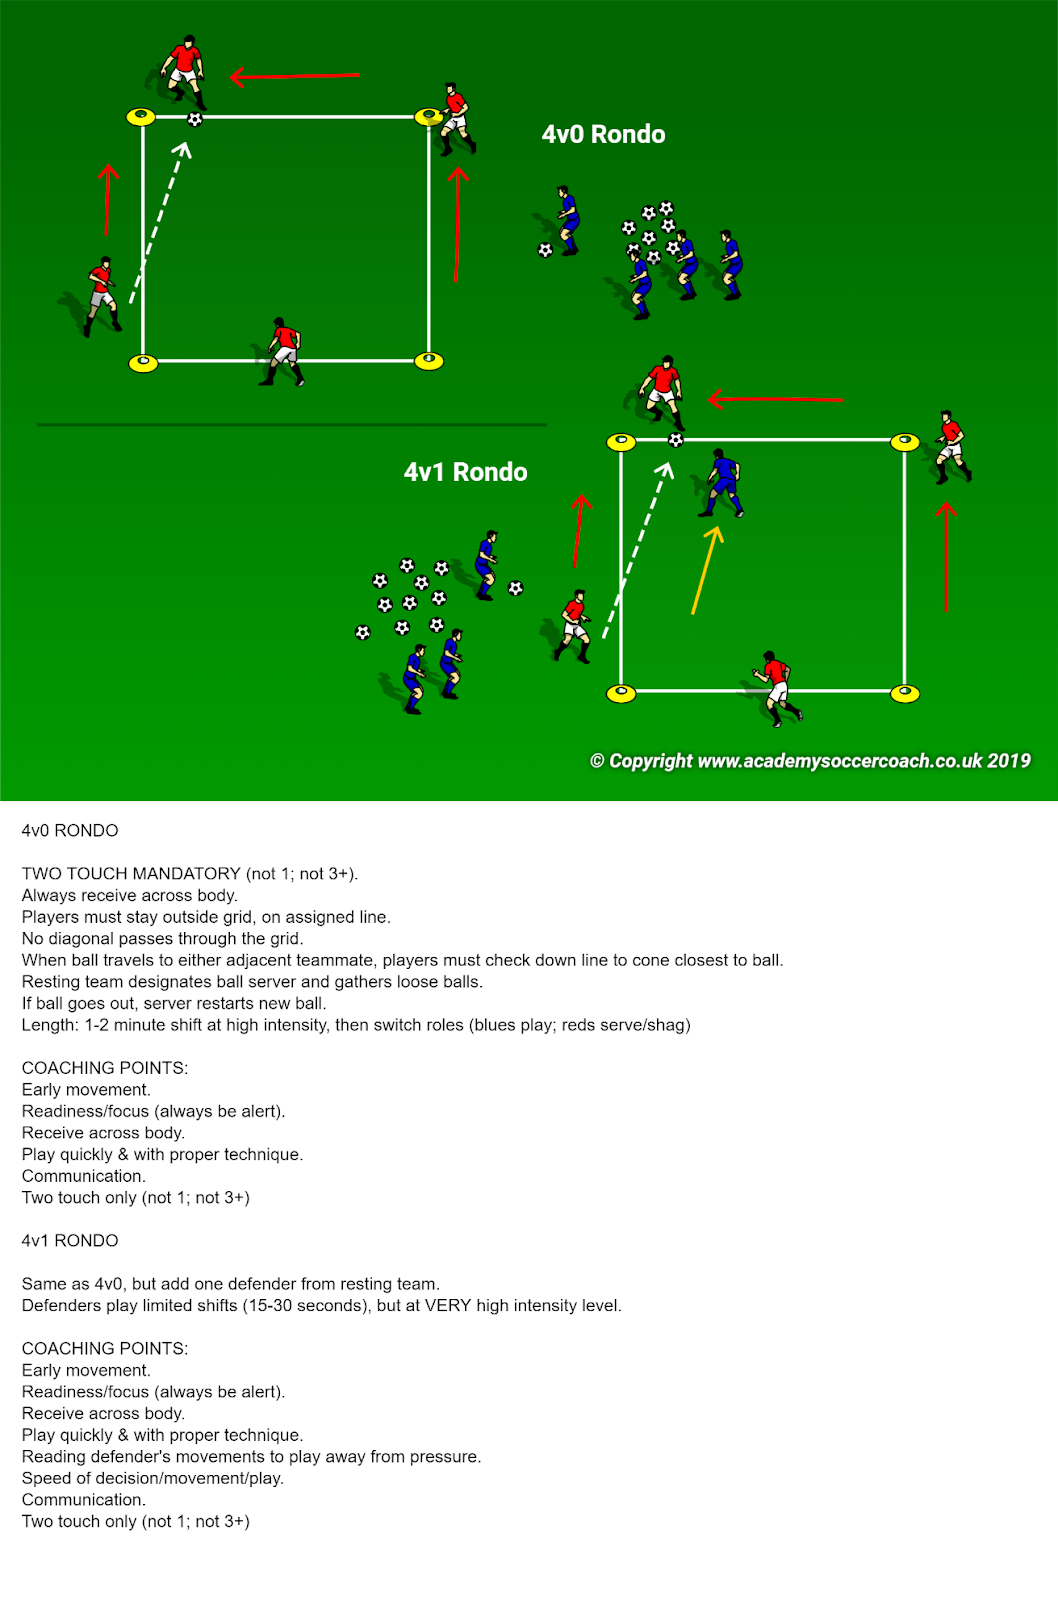 4v0 Rondo
4v1 Rondo
© Copyright www.academysoccercoach.co.uk 2019
4v0 RONDO
TWO TOUCH MANDATORY (not 1; not 3+).
Always receive across body.
Players must stay outside grid, on assigned line.
No diagonal passes through the grid.
When ball travels to either adjacent teammate, players must check down line to cone closest to ball.
Resting team designates ball server and gathers loose balls.
If ball goes out, server restarts new ball.
Length: 1-2 minute shift at high intensity, then switch roles (blues play; reds serve/shag)
COACHING POINTS:
Early movement.
Readiness/focus (always be alert).
Receive across body.
Play quickly & with proper technique.
Communication.
Two touch only (not 1; not 3+)
4v1 RONDO
Same as 4v0, but add one defender from resting team.
Defenders play limited shifts (15-30 seconds), but at VERY high intensity level.
COACHING POINTS:
Early movement.
Readiness/focus (always be alert).
Receive across body.
Play quickly & with proper technique.
Reading defender's movements to play away from pressure.
Speed of decision/movement/play.
Communication.
Two touch only (not 1; not 3+)